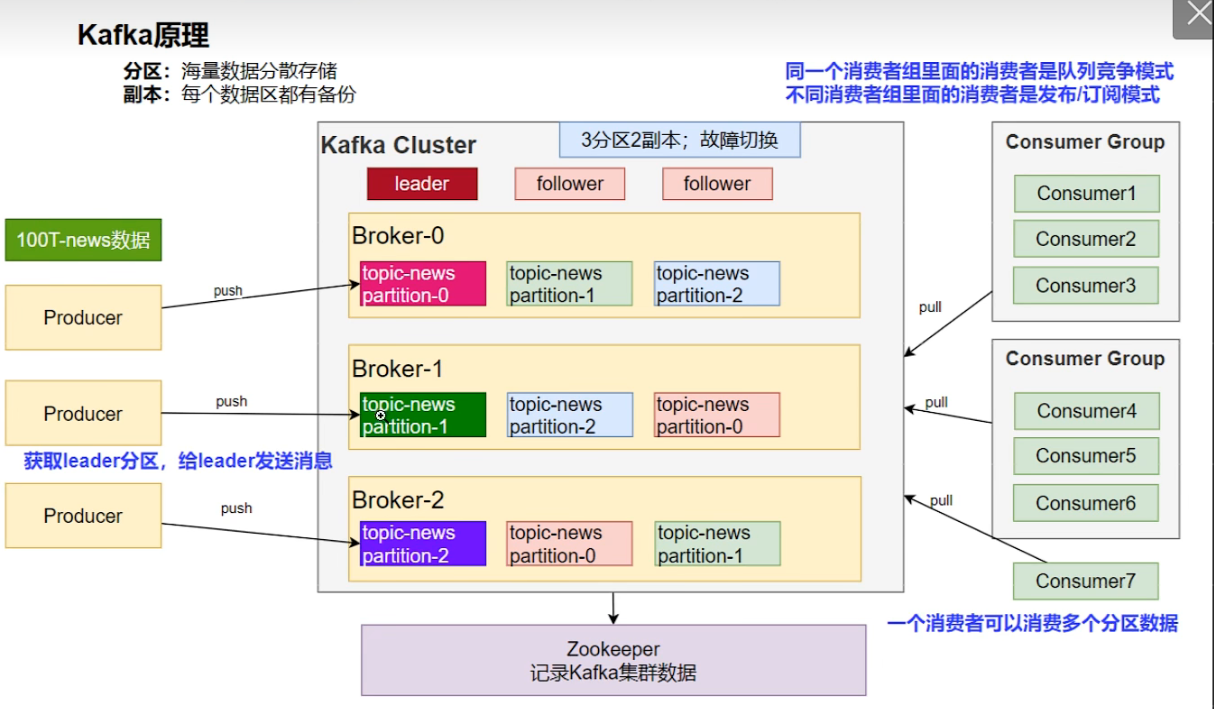 Kafka原理
分区：海量数据分散存储
副本：每个数据区都有备份
同一个消费者组里面的消费者是队列竞争模式
不同消费者组里面的消费者是发布/订阅模式
Kafka Cluster
3分区2副本；故障切换
leader
follower
follower
100T-news数据
Producer
push
Producer
push
获取leader分区，给leader发送消息
Producer
push
Broker-0
topic-news
partition-0
topic-news
partition-1
topic-news
partition-2
Broker-1
topic-news
partition-1
topic-news
partition-2
topic-news
partition-0
Broker-2
topic-news
partition-2
topic-news
partition-0
topic-news
partition-1
Consumer Group
Consumer1
Consumer2
Consumer3
pull
Consumer Group
Consumer4
Consumer5
Consumer6
pull
pull
Consumer7
一个消费者可以消费多个分区数据
Zookeeper
记录Kafka集群数据